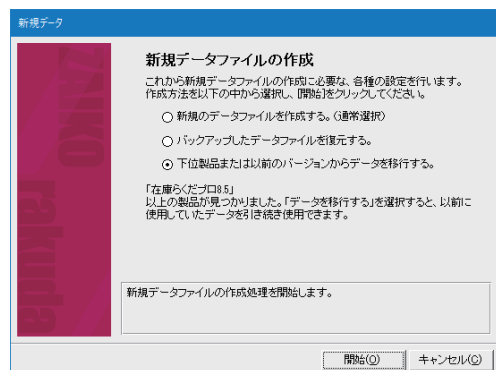 新規データ
ZAIKO rakuda
新規データファイルの作成
これから新規データファイルの作成に必要な、各種の設定を行います。
作成方法を以下の中から選択し、[開始]をクリックしてください。
新規のデータファイルを作成する。(通常選択)
バックアップしたデータファイルを復元する。
下位製品または以前のバージョンからデータを移行する。
「在庫らくだプロ8.5」
以上の製品が見つかりました。「データを移行する」を選択すると、以前に
使用していたデータを引き続き使用できます。
新規データファイルの作成処理を開始します。
開始(O)
キャンセル(C)